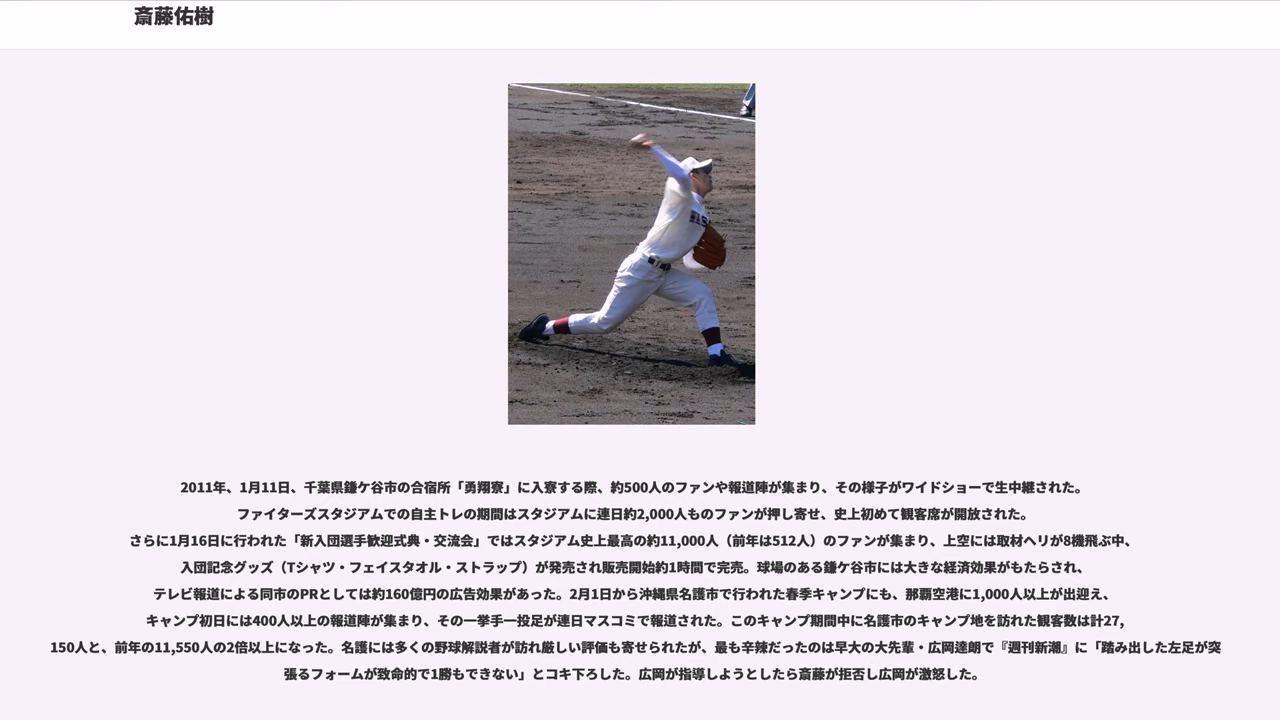 斎藤佑樹
2011年、1月11日、千葉県鎌ケ谷市の合宿所「勇翔寮」に入寮する際、約500人のファンや報道陣が集まり、その様子がワイドショーで生中継された。
ファイターズスタジアムでの自主トレの期間はスタジアムに連日約2,000人ものファンが押し寄せ、史上初めて観客席が開放された。
さらに1月16日に行われた「新入団選手歓迎式典・交流会」ではスタジアム史上最高の約11,000人（前年は512人）のファンが集まり、上空には取材ヘリが8機飛ぶ中、
入団記念グッズ（Tシャツ・フェイスタオル・ストラップ）が発売され販売開始約1時間で完売。球場のある鎌ケ谷市には大きな経済効果がもたらされ、
テレビ報道による同市のPRとしては約160億円の広告効果があった。2月1日から沖縄県名護市で行われた春季キャンプにも、那覇空港に1,000人以上が出迎え、
キャンプ初日には400人以上の報道陣が集まり、その一挙手一投足が連日マスコミで報道された。このキャンプ期間中に名護市のキャンプ地を訪れた観客数は計27,
150人と、前年の11,550人の2倍以上になった。名護には多くの野球解説者が訪れ厳しい評価も寄せられたが、最も辛辣だったのは早大の大先輩・広岡達朗で『週刊新潮』に「踏み出した左足が突
張るフォームが致命的で1勝もできない」とコキ下ろした。広岡が指導しようとしたら斎藤が拒否し広岡が激怒した。